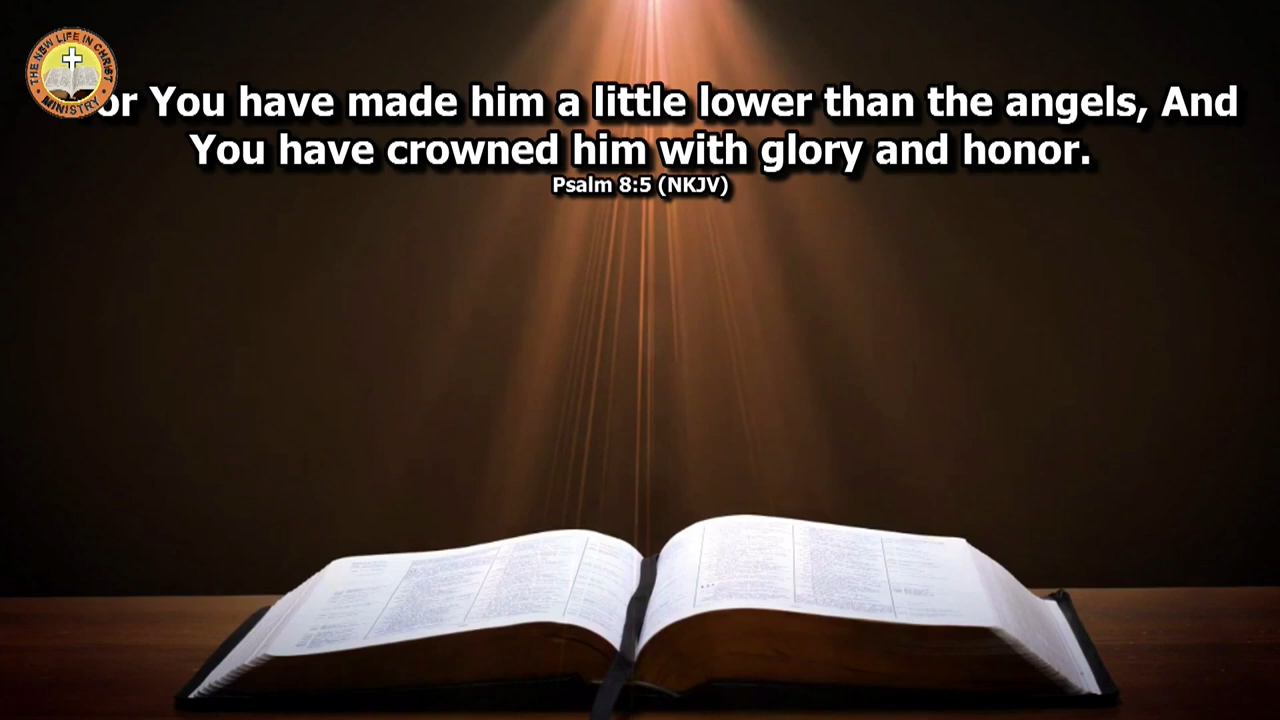 THE NEW LIFE IN CHRIST
MINISTRY
or You have made him a little lower than the angels, And
You have crowned him with glory and honor.
Psalm 8:5 (NKJV)